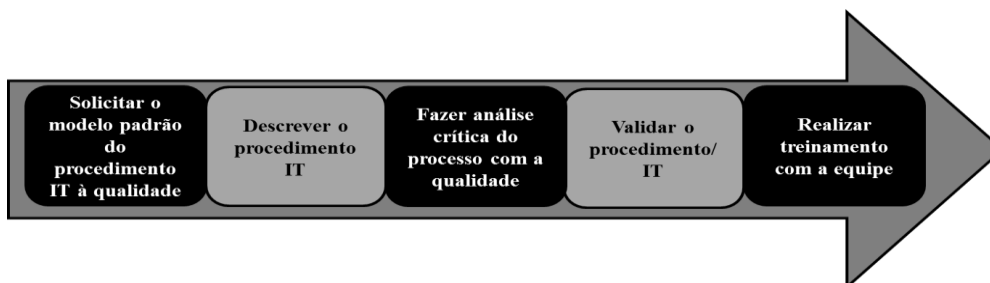 Solicitar o
modelo padrão
do
procedimento
IT à qualidade
Descrever o
procedimento
IT
Fazer análise
crítica do
processo com a
qualidade
Validar o
procedimento/
IT
Realizar
treinamento
com a equipe